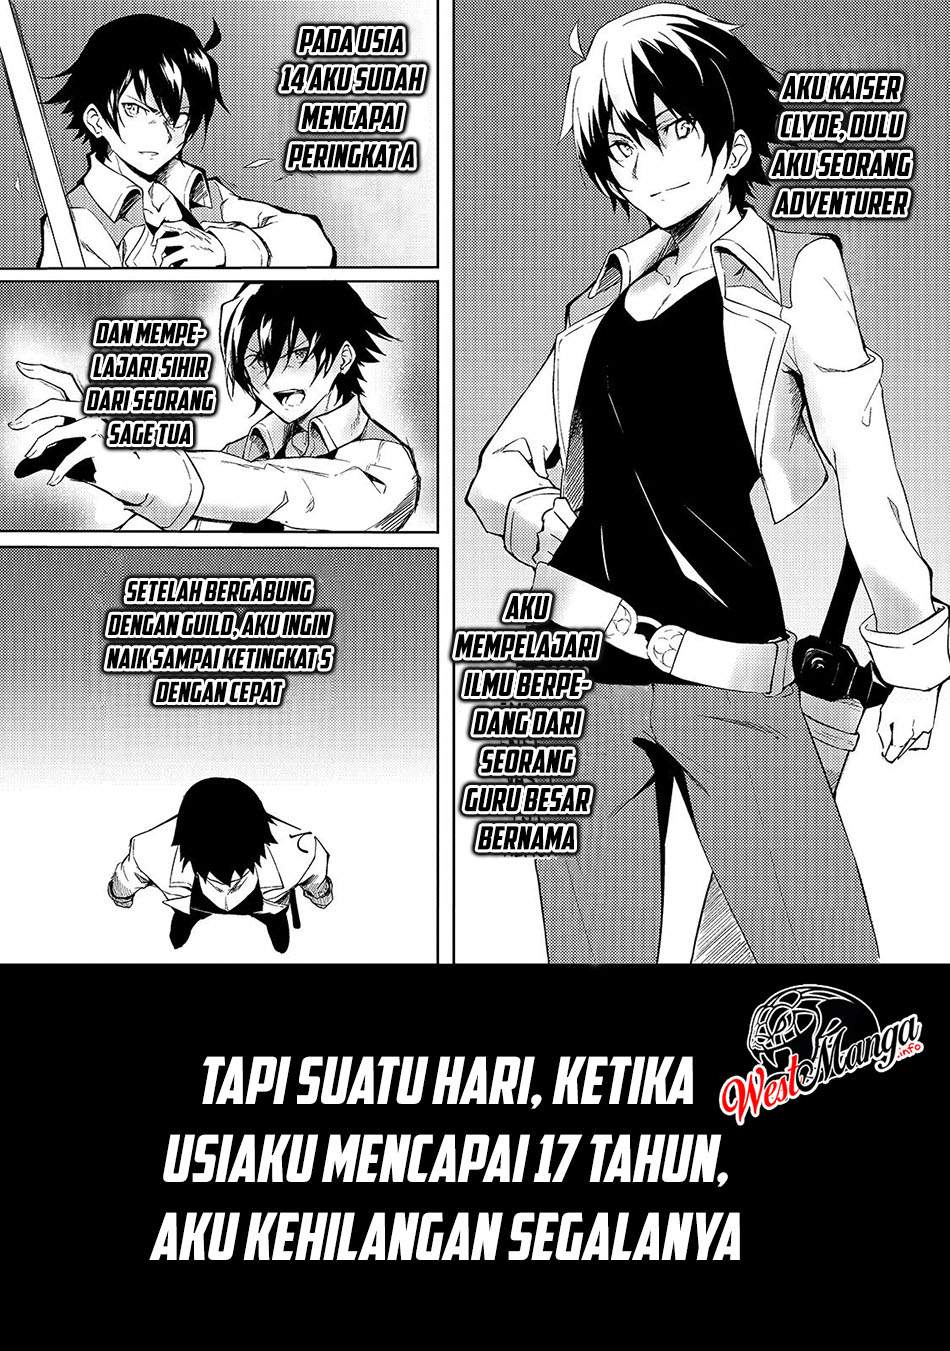 AKU KAISER
CLYDE, DULU
AKU SEORANG
ADVENTURER
AKU
MEMPELAJARI
ILMU BERPE-
DANG DARI
SEORANG
GURU BESAR
BERNAMA
PADA USIA
14 AKU SUDAH
MENCAPAI
PERINGKAT A
DAN MEMPE-
LAJARI SIHIR
DARI SEORANG
SAGE TUA
SETELAH BERGABUNG
DENGAN GUILD, AKU INGIN
NAIK SAMPAI KETINGKAT S
DENGAN CEPAT
WestManga
.info
TAPI SUATU HARI, KETIKA
USIAKU MENCAPAI 17 TAHUN,
AKU KEHILANGAN SEGALANYA